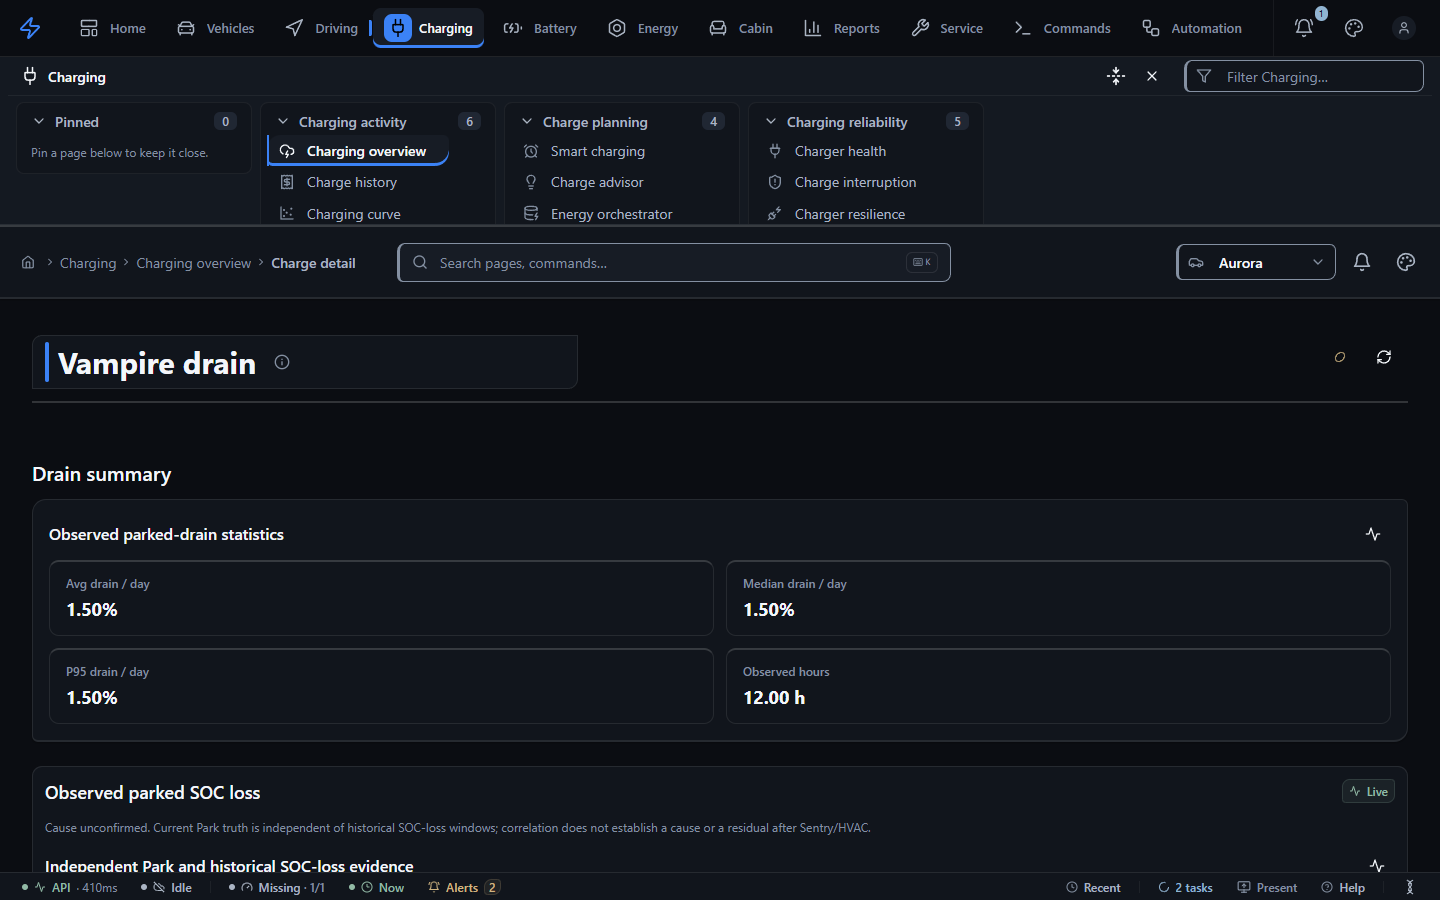 Home
Vehicles
Driving
Charging
Battery
Energy
Cabin
Reports
Service
Commands
Automation
1
Charging
Filter Charging...
Pinned 0
Pin a page below to keep it close.
Charging activity 6
Charging overview
Charge history
Charging curve
Charge planning 4
Smart charging
Charge advisor
Energy orchestrator
Charging reliability 5
Charger health
Charge interruption
Charger resilience
Charging > Charging overview > Charge detail
Search pages, commands...
K
Aurora
Vampire drain
Drain summary
Observed parked-drain statistics
Avg drain / day
1.50%
Median drain / day
1.50%
P95 drain / day
1.50%
Observed hours
12.00 h
Observed parked SOC loss
Live
Cause unconfirmed. Current Park truth is independent of historical SOC-loss windows; correlation does not establish a cause or a residual after Sentry/HVAC.
Independent Park and historical SOC-loss evidence
API · 410ms
Idle
Missing · 1/1
Now
Alerts 2
Recent
2 tasks
Present
Help